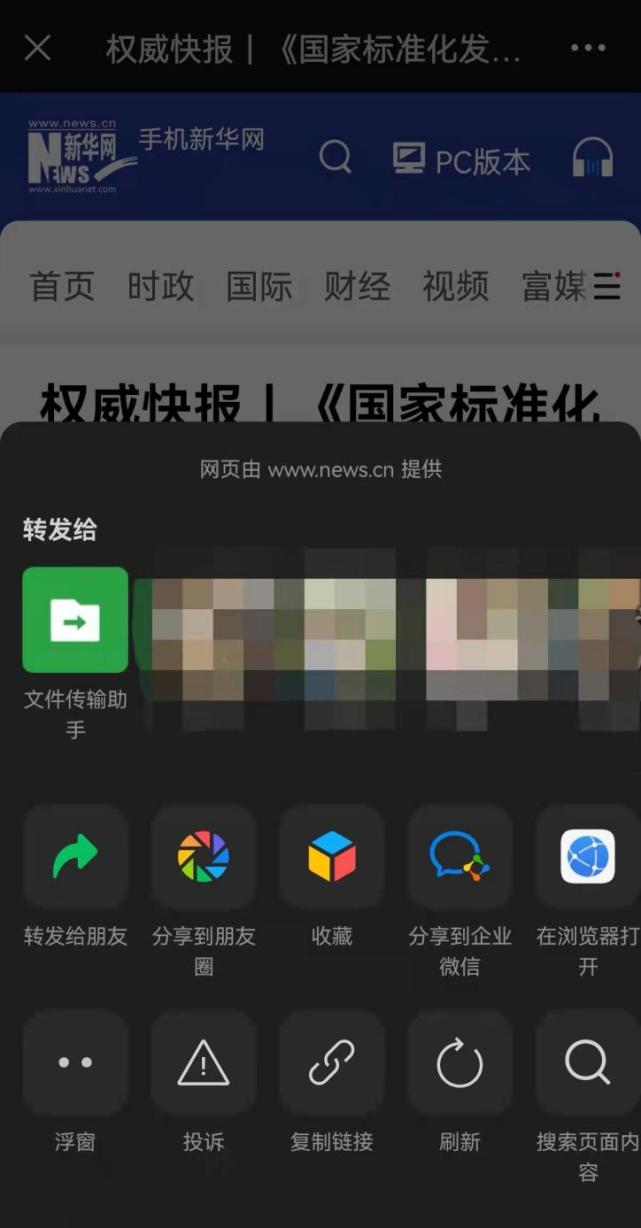 权威快报丨《国家标准化发...
www.news.cn
新华网
NEWS
www.xinhuanet.com
手机新华网
PC版本
首页 时政 国际 财经 视频 富媒
权威快报丨《国家标准化
网页由 www.news.cn 提供
转发给
文件传输助
手
转发给朋友 分享到朋友 收藏 分享到企业 在浏览器打
圈 微信 开
浮窗 投诉 复制链接 刷新 搜索页面内
容